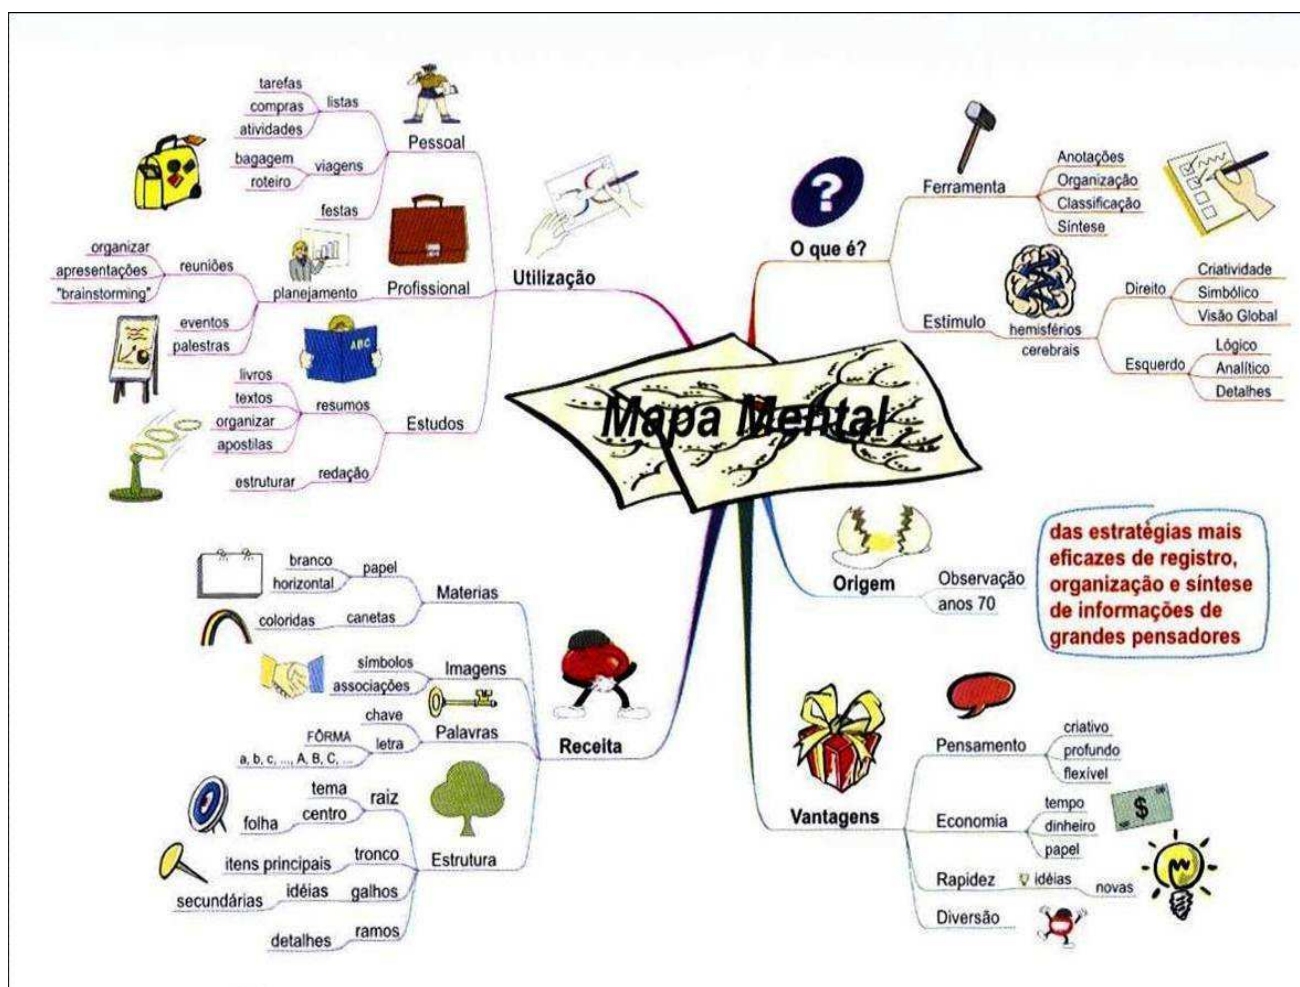 Mapa Mental
O que é?
Ferramenta
Anotações
Organização
Classificação
Síntese
Estímulo
hemisférios
cerebrais
Direito
Criatividade
Simbólico
Visão Global
Esquerdo
Lógico
Analítico
Detalhes
Origem
Observação
anos 70
das estratégias mais
eficazes de registro,
organização e síntese
de informações de
grandes pensadores
Vantagens
Pensamento
criativo
profundo
flexível
Economia
tempo
dinheiro
papel
$
Rapidez
idéias
novas
Diversão
Utilização
Pessoal
listas
tarefas
compras
atividades
viagens
bagagem
roteiro
festas
Profissional
planejamento
reuniões
organizar
apresentações
"brainstorming"
eventos
palestras
ABC
Estudos
resumos
livros
textos
organizar
apostilas
redação
estruturar
Receita
Materias
papel
branco
horizontal
canetas
coloridas
Imagens
símbolos
associações
Palavras
chave
letra
FÔRMA
a, b, c, ..., A, B, C, ...
Estrutura
raiz
tema
centro
folha
tronco
itens principais
galhos
idéias
secundárias
ramos
detalhes
?